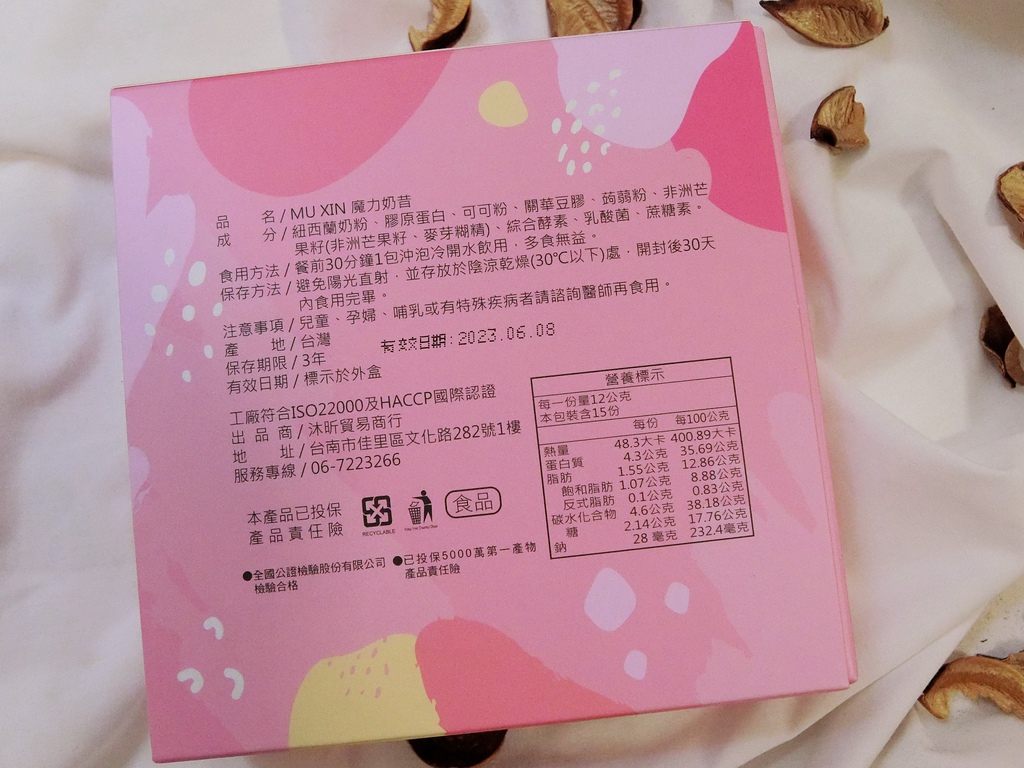 品　　名 / MU XIN 魔力奶昔
成　　分 / 紐西蘭奶粉、膠原蛋白、可可粉、關華豆膠、蒟蒻粉、非洲芒
果籽(非洲芒果籽、麥芽糊精)、綜合酵素、乳酸菌、蔗糖素。
食用方法 / 餐前30分鐘1包沖泡冷開水飲用，多食無益。
保存方法 / 避免陽光直射，並存放於陰涼乾燥(30℃以下)處，開封後30天
內食用完畢。
注意事項 / 兒童、孕婦、哺乳或有特殊疾病者請諮詢醫師再食用。
產　　地 / 台灣
有效日期:2023.06.08
保存期限 / 3年
有效日期 / 標示於外盒
工廠符合ISO22000及HACCP國際認證
出 品 商 / 沐昕貿易商行
地　　址 / 台南市佳里區文化路282號1樓
服務專線 / 06-7223266
營養標示
每一份量12公克
本包裝含15份
每份 每100公克
熱量 48.3大卡 400.89大卡
蛋白質 4.3公克 35.69公克
脂肪 1.55公克 12.86公克
飽和脂肪 1.07公克 8.88公克
反式脂肪 0.1公克 0.83公克
碳水化合物 4.6公克 38.18公克
糖 2.14公克 17.76公克
鈉 28 毫克 232.4毫克
本產品已投保
產品責任險
RECYCLABLE
食品
●全國公證檢驗股份有限公司
檢驗合格
●已投保5000萬第一產物
產品責任險